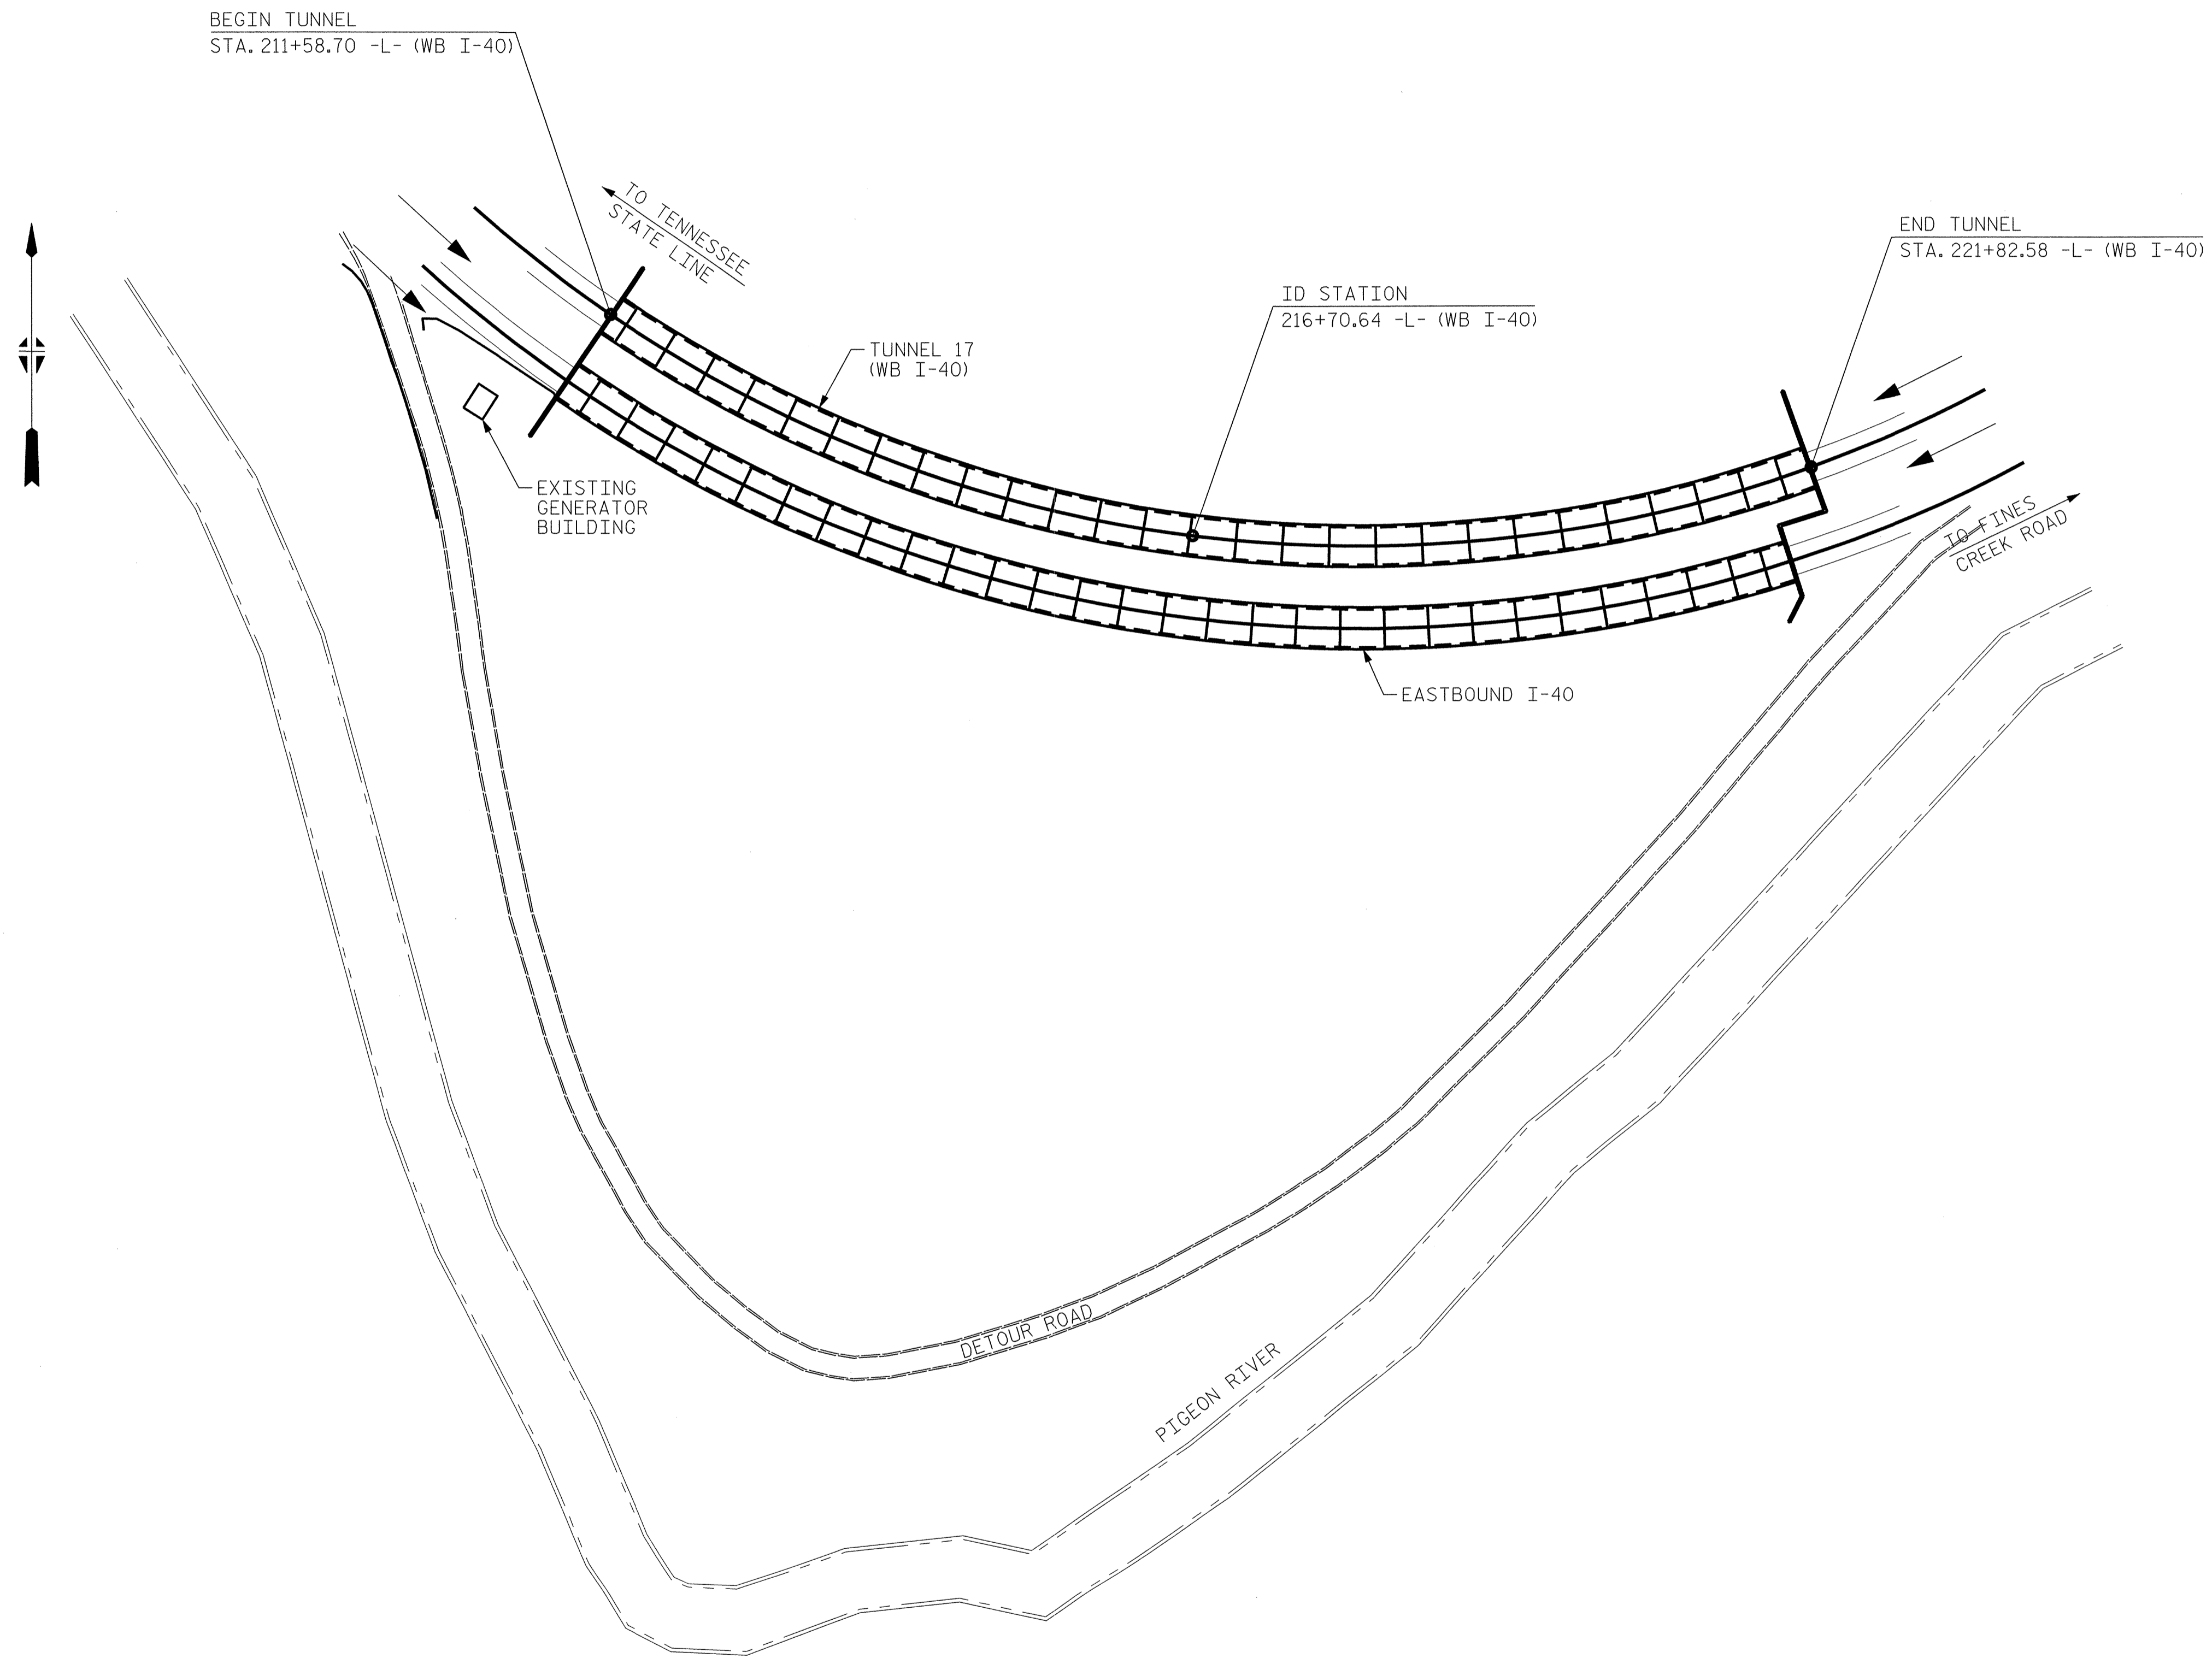 BEGIN TUNNEL
STA. 211+58.70 -L- (WB I-40)
TO TENNESSEE
STATE LINE
END TUNNEL
STA. 221+82.58 -L- (WB I-40)
ID STATION
216+70.64 -L- (WB I-40)
TUNNEL 17
(WB I-40)
EXISTING
GENERATOR
BUILDING
TO FINES
CREEK ROAD
EASTBOUND I-40
DETOUR ROAD
PIGEON RIVER